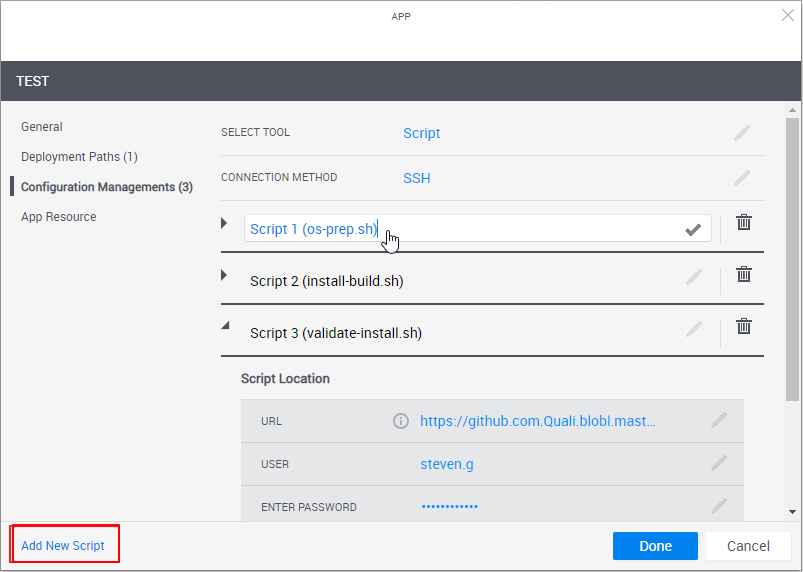 APP
TEST
General
Deployment Paths (1)
Configuration Managements (3)
App Resource
SELECT TOOL Script
CONNECTION METHOD SSH
Script 1 (os-prep.sh)
Script 2 (install-build.sh)
Script 3 (validate-install.sh)
Script Location
URL https://github.com.Quali.blobl.mast...
USER steven.g
ENTER PASSWORD ••••••••••••
Add New Script
Done Cancel